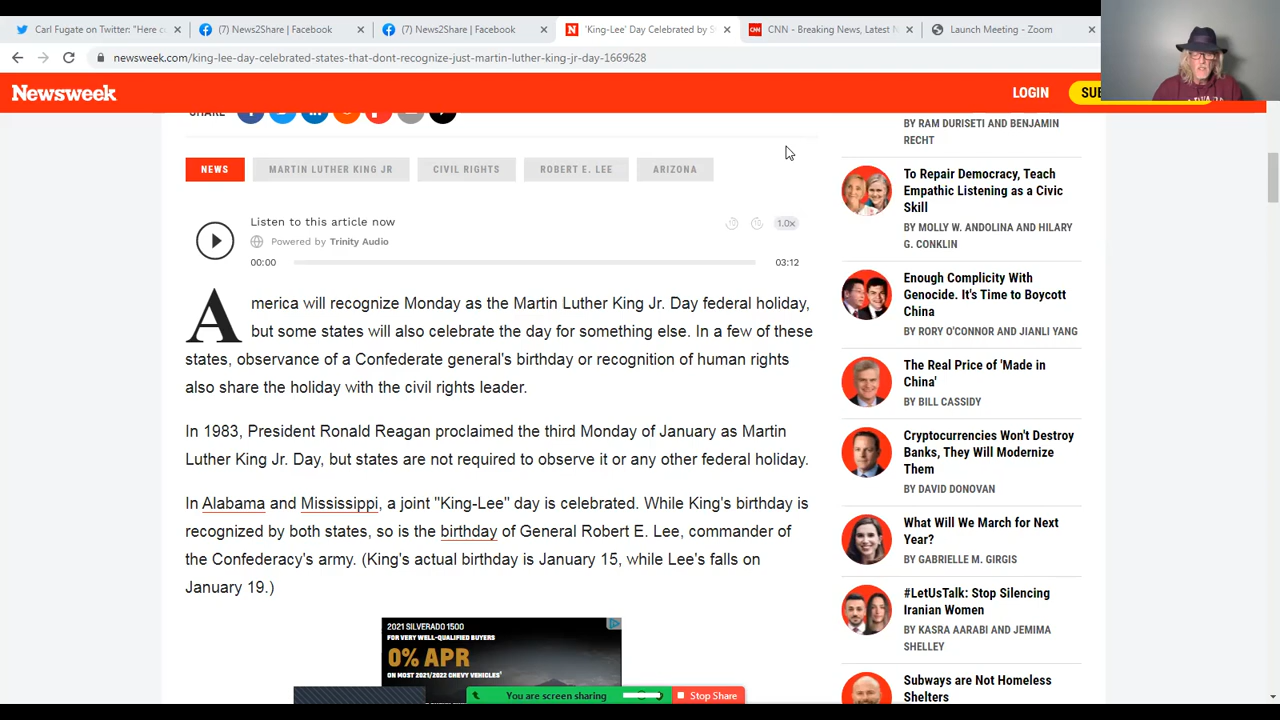 Carl Fugate on Twitter: "Here c
(7) News2Share | Facebook
(7) News2Share | Facebook
'King-Lee' Day Celebrated by S
CNN - Breaking News, Latest N
Launch Meeting - Zoom
newsweek.com/king-lee-day-celebrated-states-that-dont-recognize-just-martin-luther-king-jr-day-1669628
Newsweek
LOGIN
SUB
SHARE
NEWS
MARTIN LUTHER KING JR
CIVIL RIGHTS
ROBERT E. LEE
ARIZONA
Listen to this article now
Powered by Trinity Audio
1.0x
00:00
03:12
America will recognize Monday as the Martin Luther King Jr. Day federal holiday,
but some states will also celebrate the day for something else. In a few of these
states, observance of a Confederate general's birthday or recognition of human rights
also share the holiday with the civil rights leader.
In 1983, President Ronald Reagan proclaimed the third Monday of January as Martin
Luther King Jr. Day, but states are not required to observe it or any other federal holiday.
In Alabama and Mississippi, a joint "King-Lee" day is celebrated. While King's birthday is
recognized by both states, so is the birthday of General Robert E. Lee, commander of
the Confederacy's army. (King's actual birthday is January 15, while Lee's falls on
January 19.)
2021 SILVERADO 1500
FOR VERY WELL-QUALIFIED BUYERS
0% APR
ON MOST 2021/2022 CHEVY VEHICLES
You are screen sharing
Stop Share
BY RAM DURISETI AND BENJAMIN
RECHT
To Repair Democracy, Teach
Empathic Listening as a Civic
Skill
BY MOLLY W. ANDOLINA AND HILARY
G. CONKLIN
Enough Complicity With
Genocide. It's Time to Boycott
China
BY RORY O'CONNOR AND JIANLI YANG
The Real Price of 'Made in
China'
BY BILL CASSIDY
Cryptocurrencies Won't Destroy
Banks, They Will Modernize
Them
BY DAVID DONOVAN
What Will We March for Next
Year?
BY GABRIELLE M. GIRGIS
#LetUsTalk: Stop Silencing
Iranian Women
BY KASRA AARABI AND JEMIMA
SHELLEY
Subways are Not Homeless
Shelters